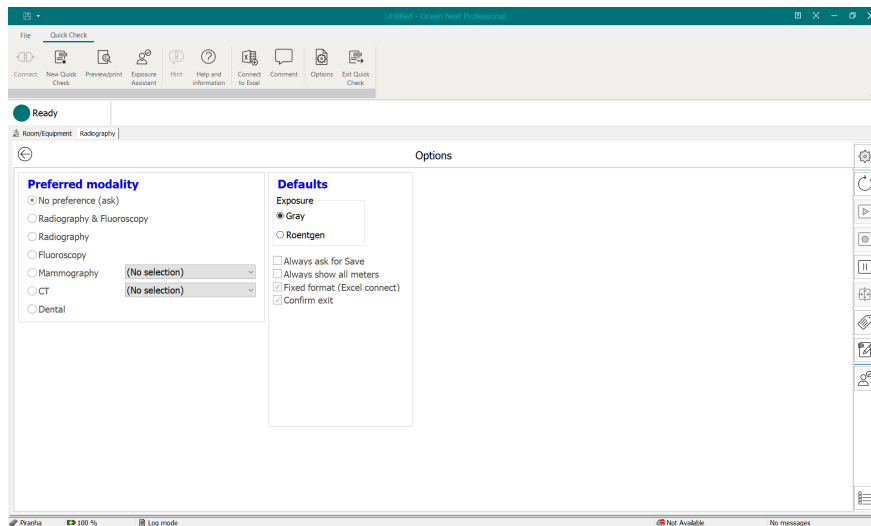 Untitled - Ocean Next Professional
File Quick Check
Connect
New Quick Check
Preview/print
Exposure Assistant
Hint
Help and information
Connect to Excel
Comment
Options
Exit Quick Check
Ready
Room/Equipment Radiography
Options
Preferred modality
No preference (ask)
Radiography & Fluoroscopy
Radiography
Fluoroscopy
Mammography (No selection)
CT (No selection)
Dental
Defaults
Exposure
Gray
Roentgen
Always ask for Save
Always show all meters
Fixed format (Excel connect)
Confirm exit
Piranha 100 % Log mode Not Available No messages